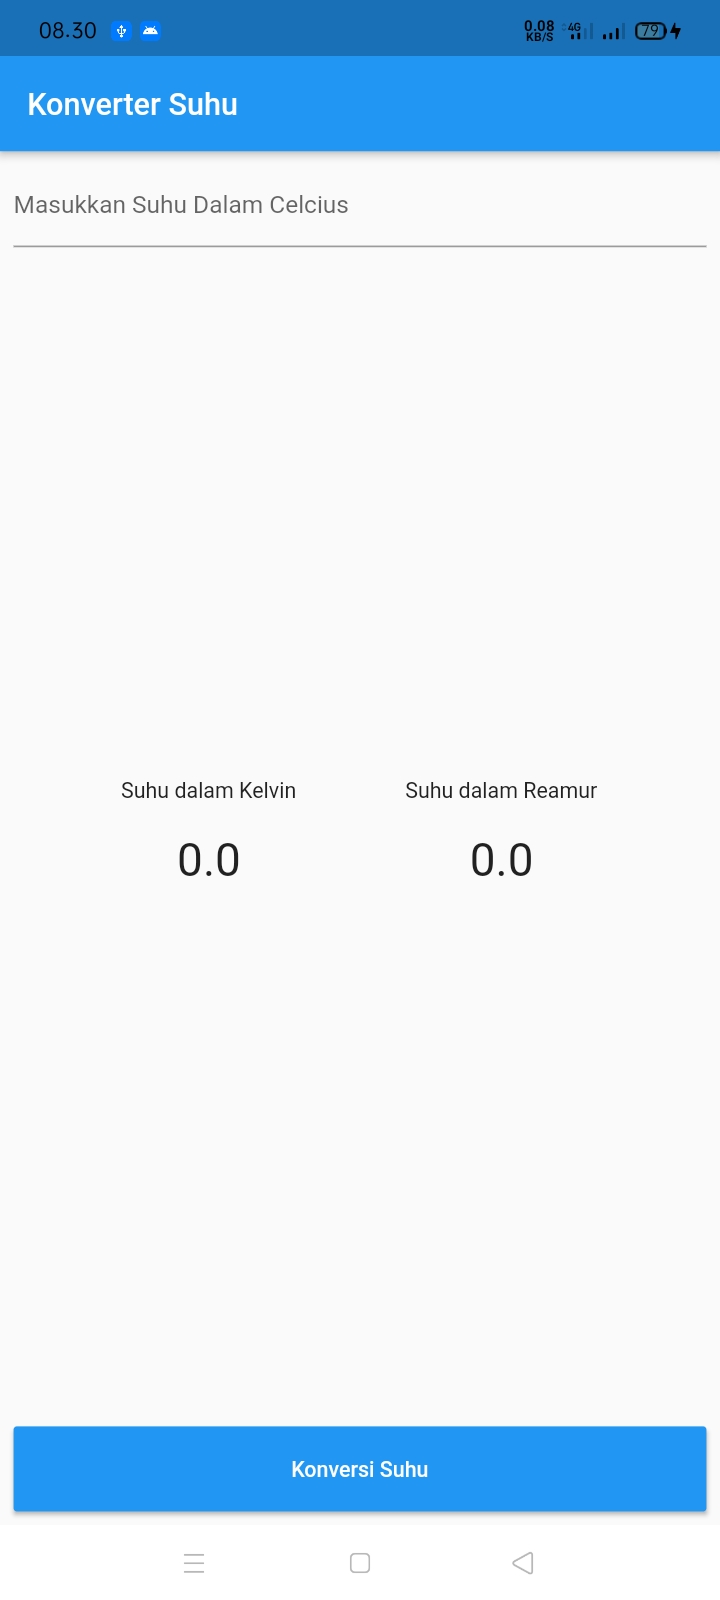 08.30 0.08 KB/S 4G 79
Konverter Suhu
Masukkan Suhu Dalam Celcius
Suhu dalam Kelvin Suhu dalam Reamur
0.0 0.0
Konversi Suhu